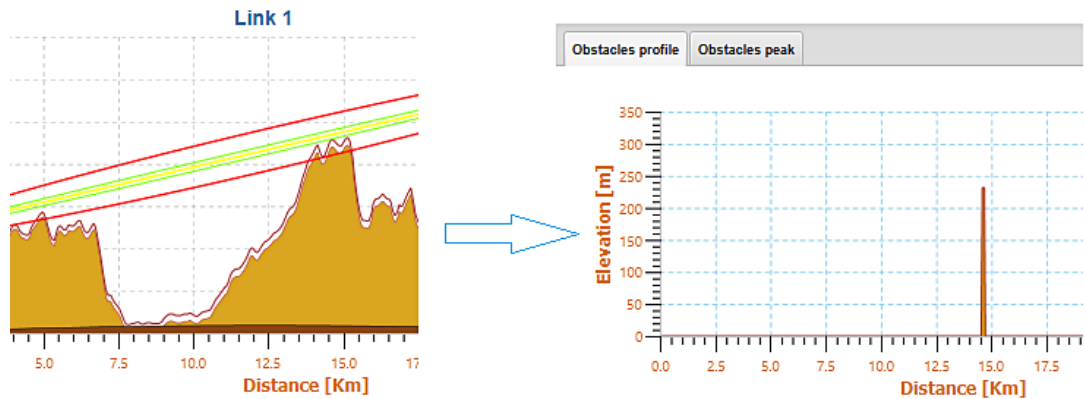 Link 1
5.0 7.5 10.0 12.5 15.0 17
Distance [Km]
Obstacles profile Obstacles peak
350
300
250
200
150
100
50
0
Elevation [m]
0.0 2.5 5.0 7.5 10.0 12.5 15.0 17.5
Distance [Km]